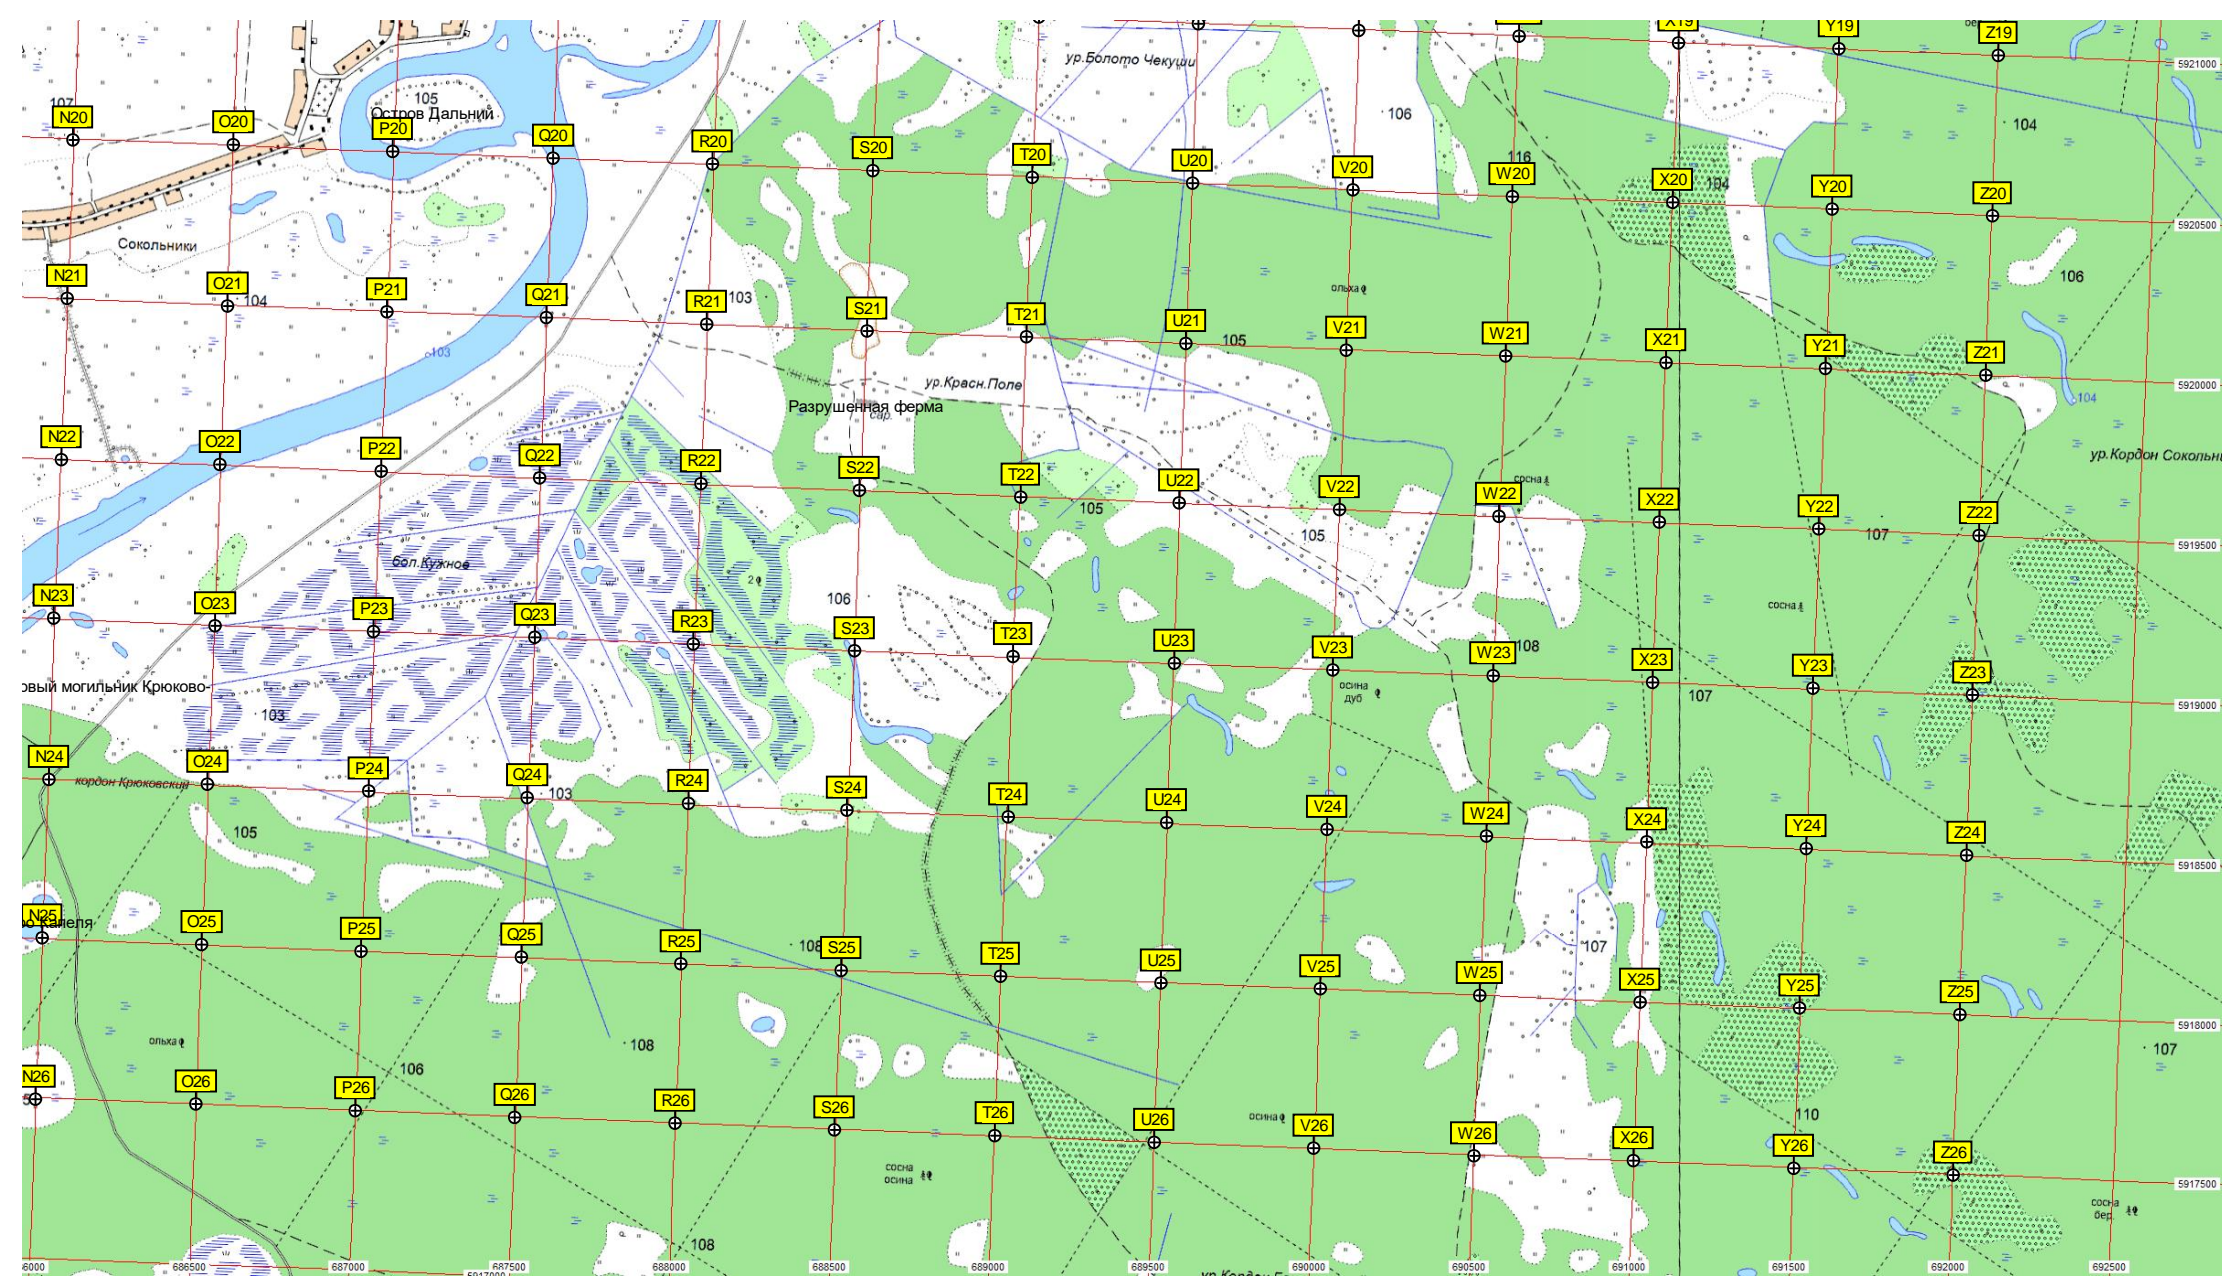 X19
Y19
Z19
5921000
ур.Болото Чекуши
107
105
Остров Дальний
106
104
N20
O20
P20
Q20
R20
S20
T20
U20
V20
116
W20
X20
104
Y20
Z20
5920500
Сокольники
N21
O21
104
P21
Q21
R21
103
S21
T21
U21
105
V21
ольха
W21
X21
Y21
Z21
106
103
5920000
ур.Красн.Поле
Разрушенная ферма
сар.
104
N22
O22
P22
Q22
R22
S22
T22
105
U22
V22
105
W22
сосна
X22
Y22
107
Z22
ур.Кордон Сокольн
5919500
бол.Кужное
2
106
сосна
N23
O23
P23
Q23
R23
S23
T23
U23
V23
W23
108
X23
107
Y23
Z23
5919000
осина
дуб
овый могильник Крюково-
103
N24
кордон Крюковский
O24
P24
Q24
103
R24
S24
T24
U24
V24
W24
X24
Y24
Z24
5918500
105
N25
ро Капеля
O25
P25
Q25
R25
108
S25
T25
U25
V25
W25
107
X25
Y25
Z25
5918000
ольха
108
106
107
N26
O26
P26
Q26
R26
S26
T26
U26
осина
V26
W26
X26
110
Y26
Z26
5917500
сосна
осина
сосна
бер.
108
6000
686500
687000
687500
688000
688500
689000
689500
690000
690500
691000
691500
692000
692500